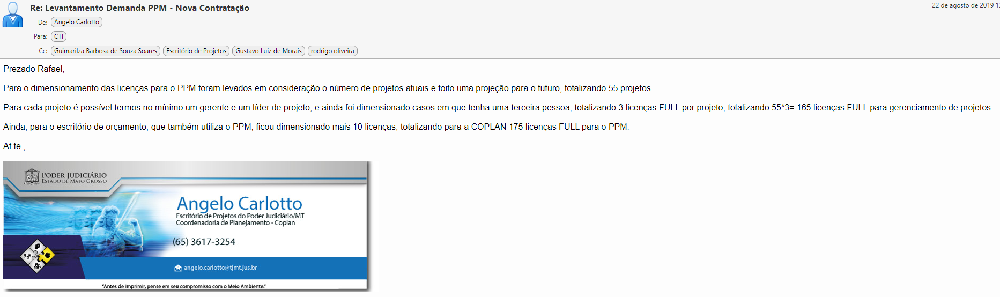 Re: Levantamento Demanda PPM - Nova Contratação
22 de agosto de 2019
De: Angelo Carlotto
Para: CTI
Cc: Guimarilza Barbosa de Souza Soares Escritório de Projetos Gustavo Luiz de Morais rodrigo oliveira
Prezado Rafael,
Para o dimensionamento das licenças para o PPM foram levados em consideração o número de projetos atuais e foito uma projeção para o futuro, totalizando 55 projetos.
Para cada projeto é possível termos no mínimo um gerente e um líder de projeto, e ainda foi dimensionado casos em que tenha uma terceira pessoa, totalizando 3 licenças FULL por projeto, totalizando 55*3= 165 licenças FULL para gerenciamento de projetos.
Ainda, para o escritório de orçamento, que também utiliza o PPM, ficou dimensionado mais 10 licenças, totalizando para a COPLAN 175 licenças FULL para o PPM.
At.te.,
PODER JUDICIÁRIO
ESTADO DE MATO GROSSO
Angelo Carlotto
Escritório de Projetos do Poder Judiciário/MT
Coordenadoria de Planejamento - Coplan
(65) 3617-3254
angelo.carlotto@tjmt.jus.br
"Antes de imprimir, pense em seu compromisso com o Meio Ambiente."